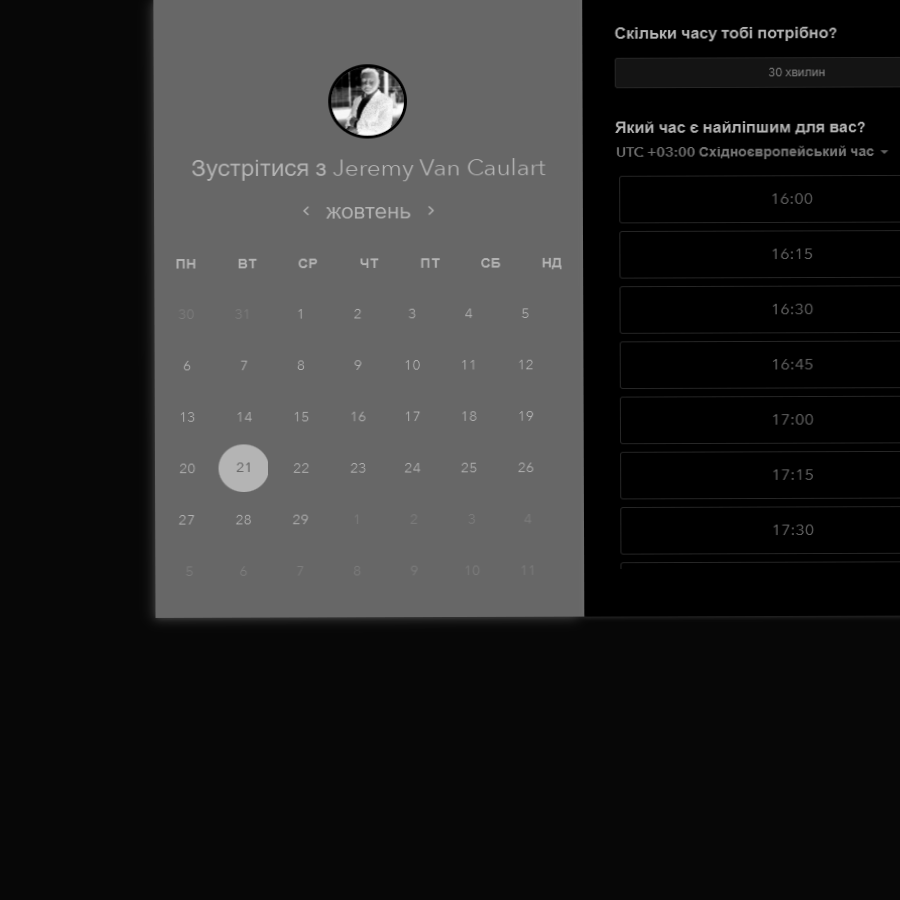 Зустрітися з Jeremy Van Caulart
жовтень
ПН ВТ СР ЧТ ПТ СБ НД
30 31 1 2 3 4 5
6 7 8 9 10 11 12
13 14 15 16 17 18 19
20 21 22 23 24 25 26
27 28 29 1 2 3 4
5 6 7 8 9 10 11
Скільки часу тобі потрібно?
30 хвилин
Який час є найліпшим для вас?
UTC +03:00 Східноєвропейський час
16:00
16:15
16:30
16:45
17:00
17:15
17:30